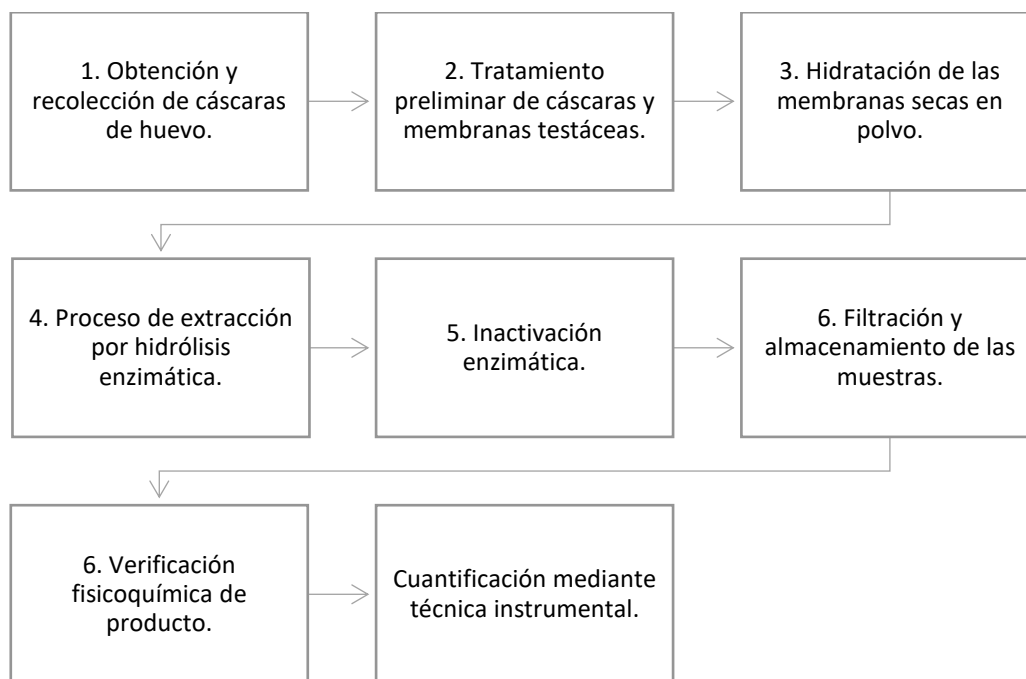 1. Obtención y
recolección de cáscaras
de huevo.
2. Tratamiento
preliminar de cáscaras y
membranas testáceas.
3. Hidratación de las
membranas secas en
polvo.
4. Proceso de extracción
por hidrólisis
enzimática.
5. Inactivación
enzimática.
6. Filtración y
almacenamiento de las
muestras.
6. Verificación
fisicoquímica de
producto.
Cuantificación mediante
técnica instrumental.